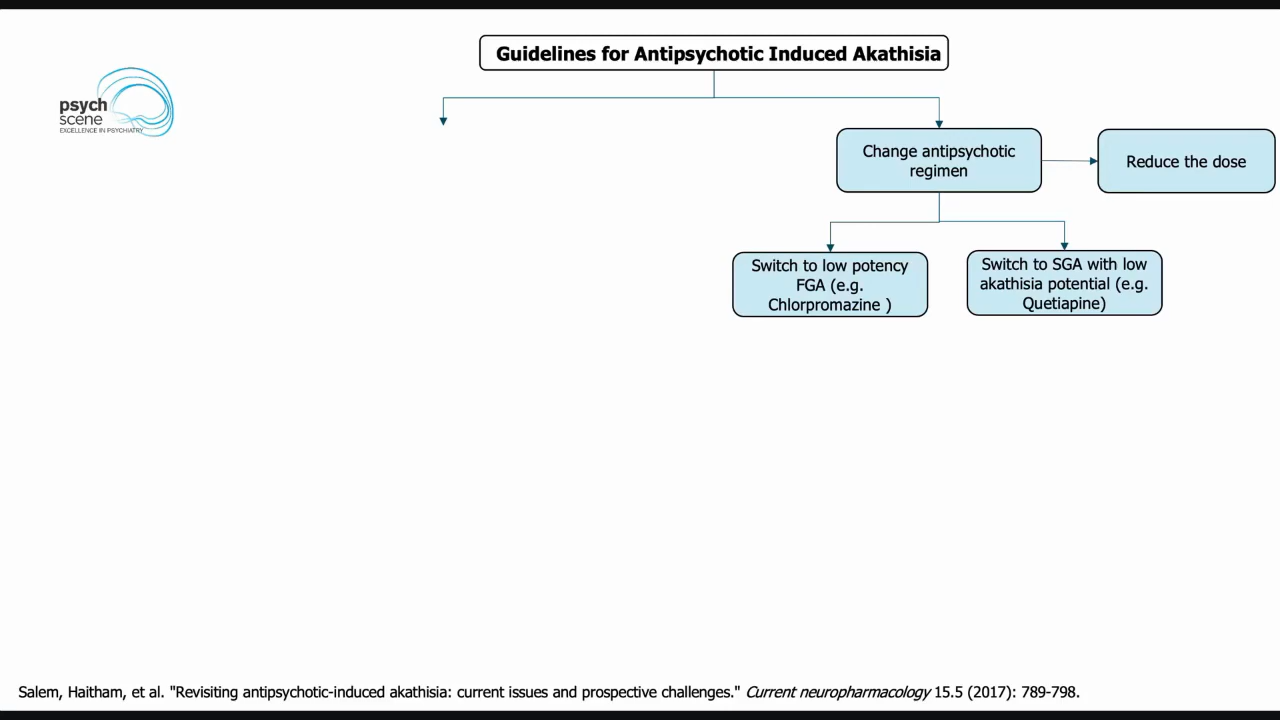 Guidelines for Antipsychotic Induced Akathisia
psych
scene
EXCELLENCE IN PSYCHIATRY
Change antipsychotic
regimen
Reduce the dose
Switch to low potency
FGA (e.g.
Chlorpromazine )
Switch to SGA with low
akathisia potential (e.g.
Quetiapine)
Salem, Haitham, et al. "Revisiting antipsychotic-induced akathisia: current issues and prospective challenges." Current neuropharmacology 15.5 (2017): 789-798.